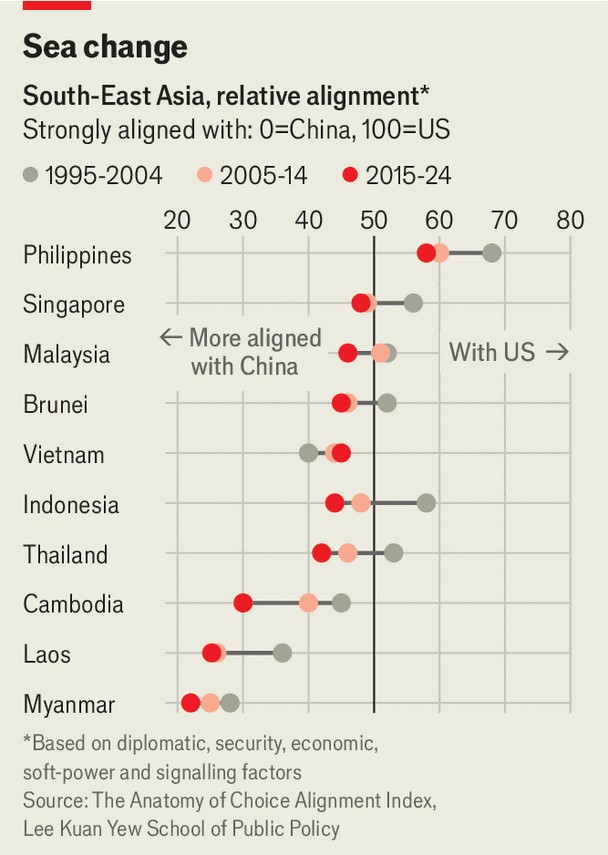 Sea change
South-East Asia, relative alignment*
Strongly aligned with: 0=China, 100=US
1995-2004 2005-14 2015-24
20 30 40 50 60 70 80
Philippines
Singapore
← More aligned
with China
With US →
Malaysia
Brunei
Vietnam
Indonesia
Thailand
Cambodia
Laos
Myanmar
*Based on diplomatic, security, economic,
soft-power and signalling factors
Source: The Anatomy of Choice Alignment Index,
Lee Kuan Yew School of Public Policy